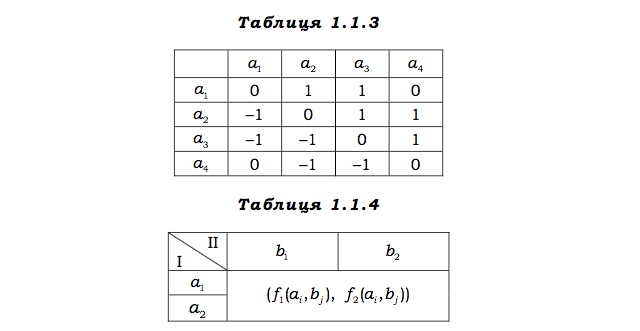 Таблиця 1.1.3
a₁ a₂ a₃ a₄
a₁ 0 1 1 0
a₂ –1 0 1 1
a₃ –1 –1 0 1
a₄ 0 –1 –1 0
Таблиця 1.1.4
I II b₁ b₂
a₁
(f₁(aᵢ,bⱼ), f₂(aᵢ,bⱼ))
a₂